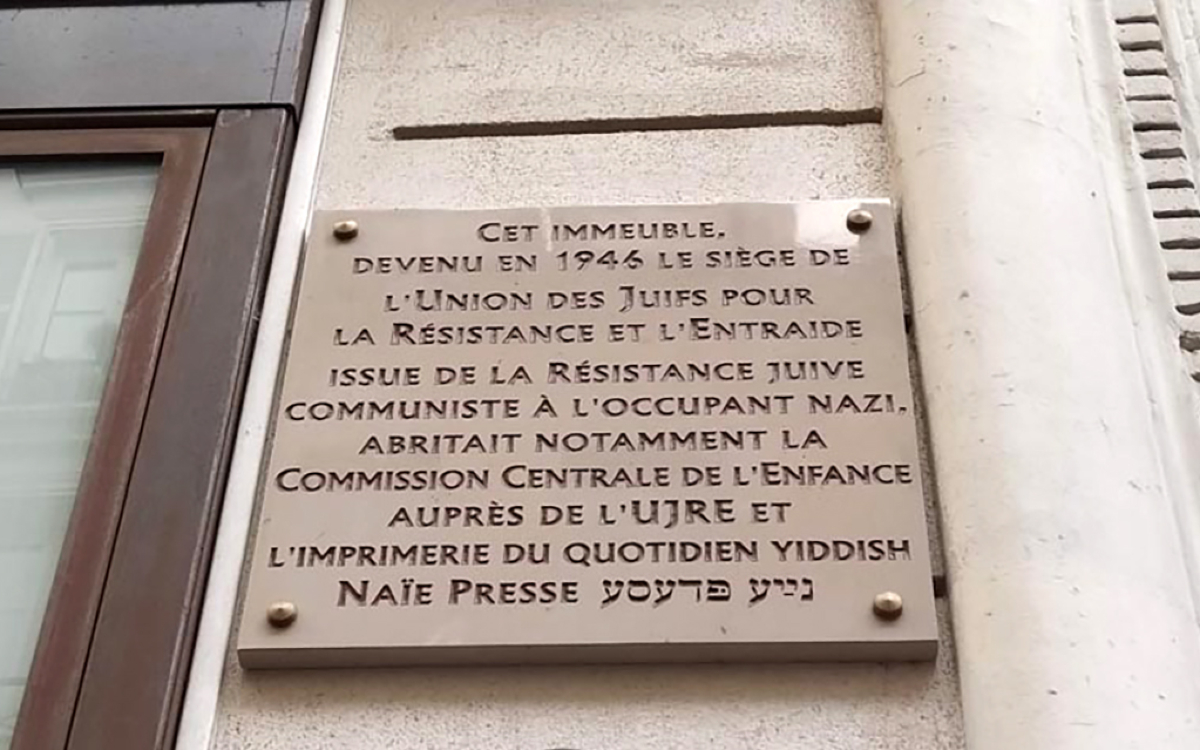 CET IMMEUBLE,
DEVENU EN 1946 LE SIÈGE DE
L'UNION DES JUIFS POUR
LA RÉSISTANCE ET L'ENTRAIDE
ISSUE DE LA RÉSISTANCE JUIVE
COMMUNISTE À L'OCCUPANT NAZI,
ABRITAIT NOTAMMENT LA
COMMISSION CENTRALE DE L'ENFANCE
AUPRÈS DE L'UJRE ET
L'IMPRIMERIE DU QUOTIDIEN YIDDISH
NAÏE PRESSE נײַע פּדעסע